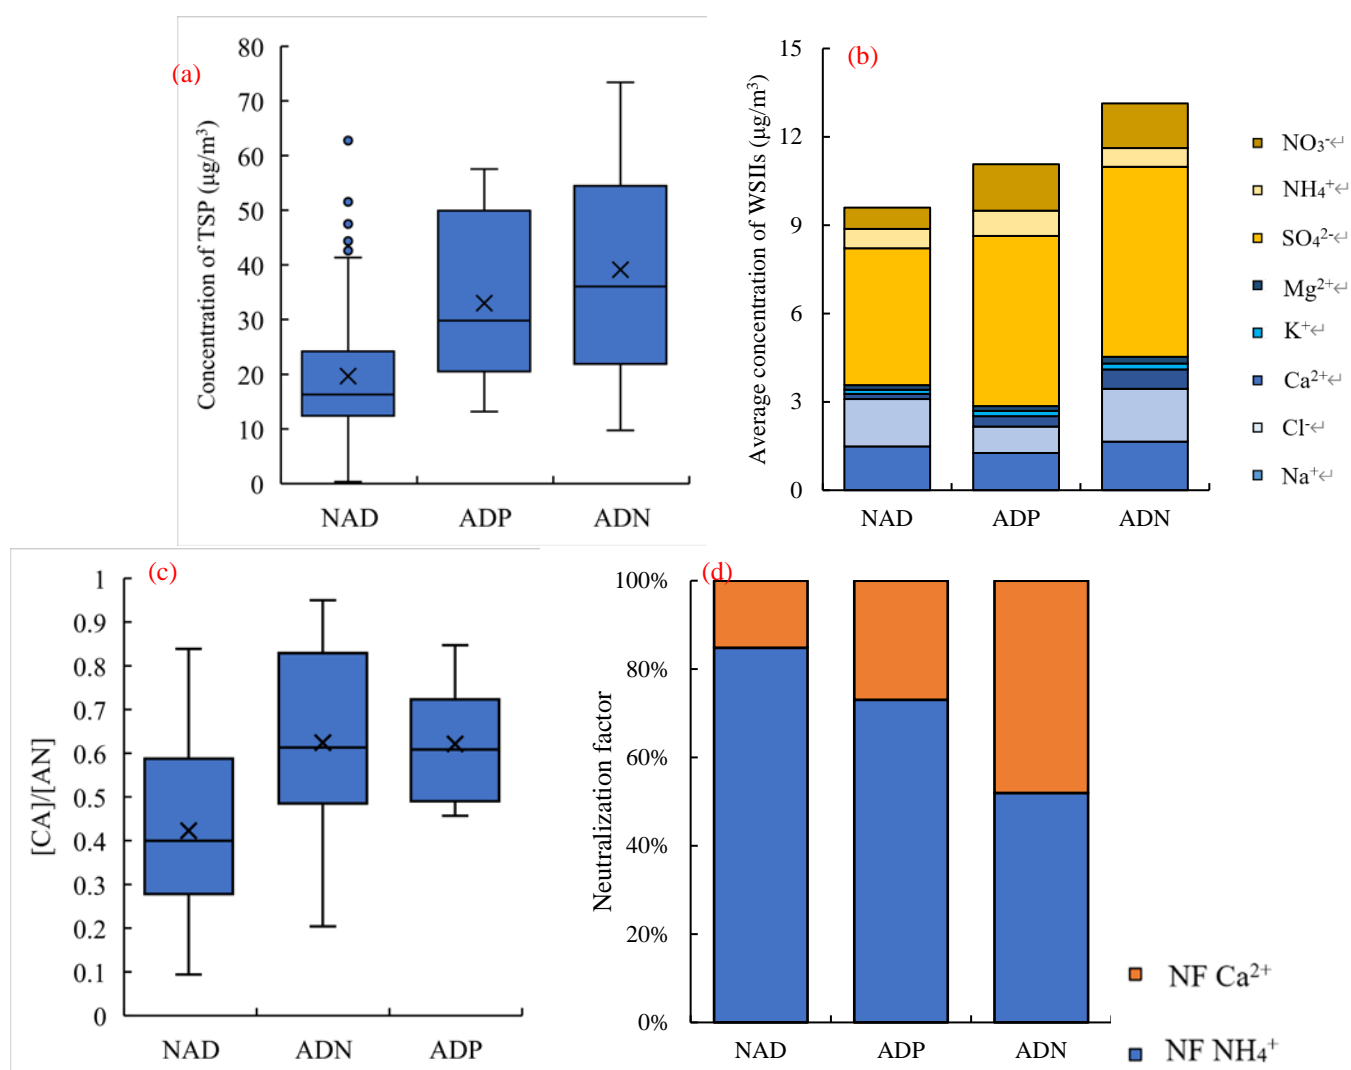 (a)
Concentration of TSP (μg/m³)
80
70
60
50
40
30
20
10
0
NAD ADP ADN
(b)
Average concentration of WSIIs (μg/m³)
15
12
9
6
3
0
NAD ADP ADN
NO₃⁻↵
NH₄⁺↵
SO₄²⁻↵
Mg²⁺↵
K⁺↵
Ca²⁺↵
Cl⁻↵
Na⁺↵
(c)
[CA]/[AN]
1
0.9
0.8
0.7
0.6
0.5
0.4
0.3
0.2
0.1
0
NAD ADN ADP
(d)
Neutralization factor
100%
80%
60%
40%
20%
0%
NAD ADP ADN
NF Ca²⁺
NF NH₄⁺